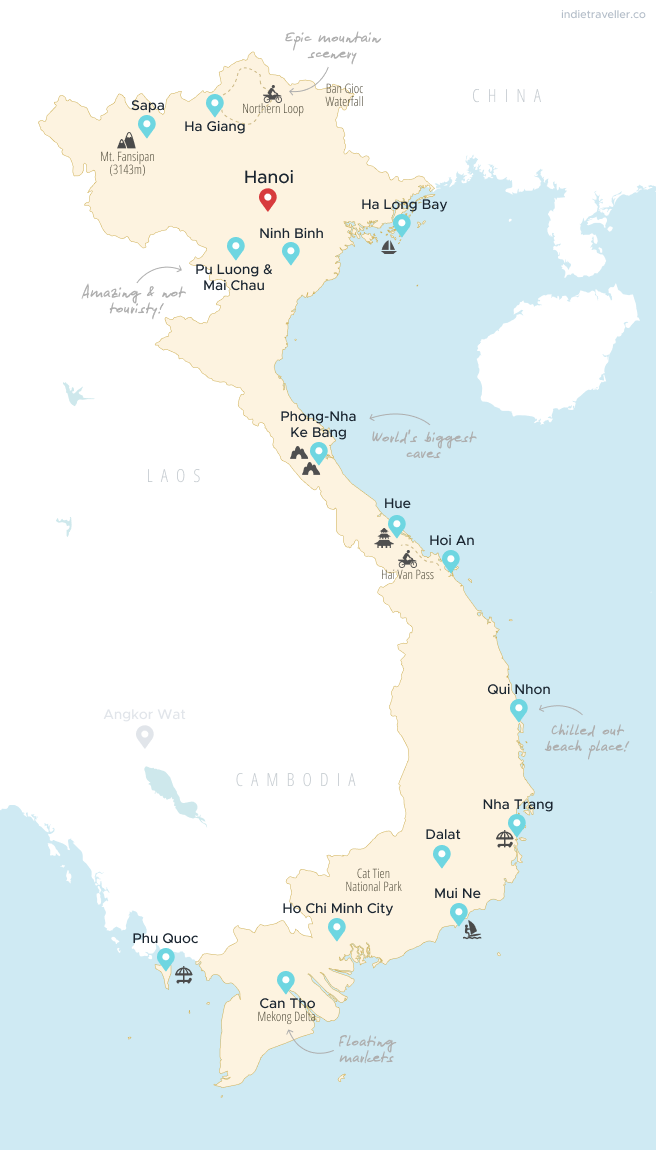 indietraveller.co
Epic mountain
scenery
CHINA
Ban Gioc
Waterfall
Sapa
Northern Loop
Ha Giang
Mt. Fansipan
(3143m)
Hanoi
Ha Long Bay
Ninh Binh
Pu Luong &
Mai Chau
Amazing & not
touristy!
Phong-Nha
Ke Bang
World's biggest
caves
LAOS
Hue
Hoi An
Hai Van Pass
Qui Nhon
Angkor Wat
Chilled out
beach place!
CAMBODIA
Nha Trang
Dalat
Cat Tien
National Park
Mui Ne
Ho Chi Minh City
Phu Quoc
Can Tho
Mekong Delta
Floating
markets